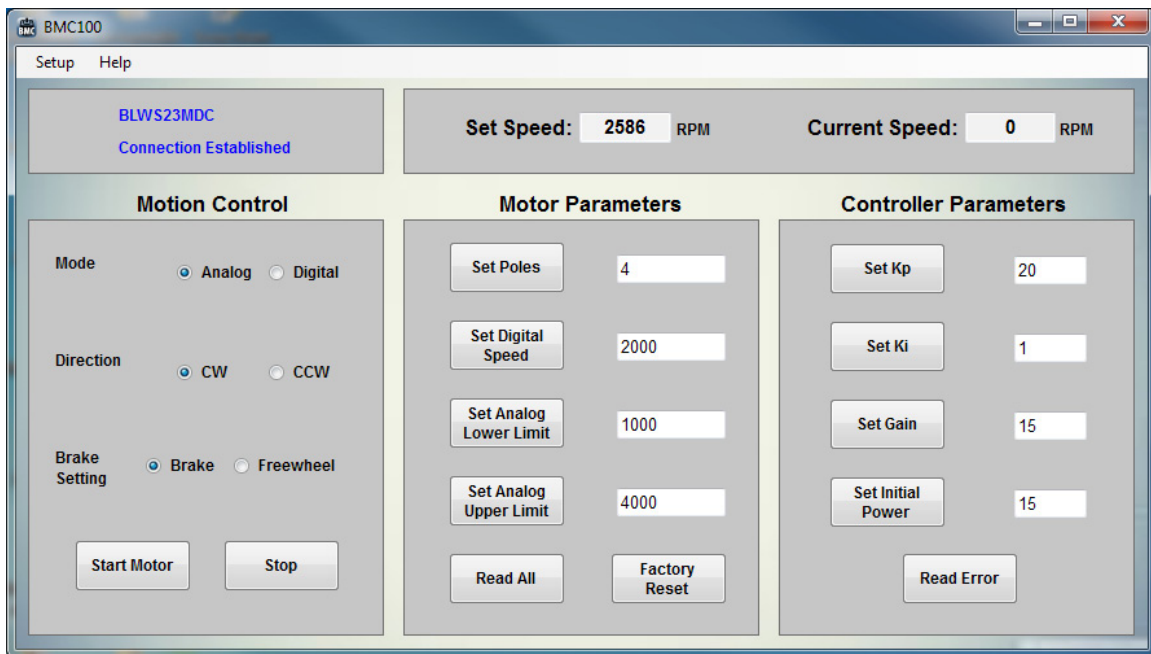 BMC
BMC100
Setup Help
BLWS23MDC
Connection Established
Set Speed: 2586 RPM
Current Speed: 0 RPM
Motion Control
Mode
Analog Digital
Direction
CW CCW
Brake
Setting
Brake Freewheel
Start Motor Stop
Motor Parameters
Set Poles 4
Set Digital
Speed
2000
Set Analog
Lower Limit
1000
Set Analog
Upper Limit
4000
Read All
Factory
Reset
Controller Parameters
Set Kp 20
Set Ki 1
Set Gain 15
Set Initial
Power
15
Read Error